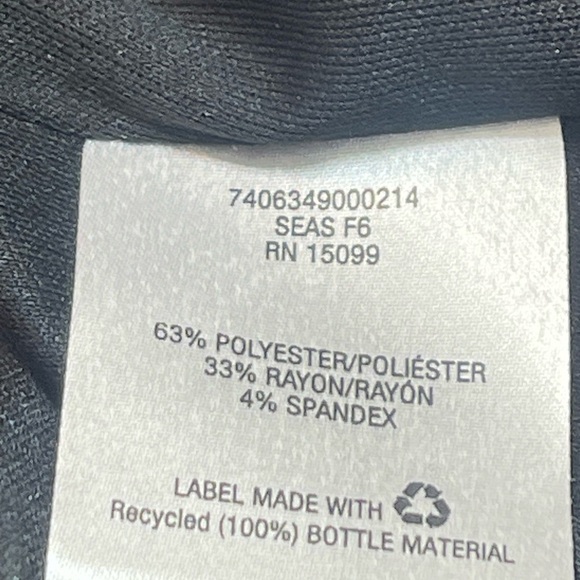 7406349000214
SEAS F6
RN 15099
63% POLYESTER/POLIÉSTER
33% RAYON/RAYÓN
4% SPANDEX
LABEL MADE WITH
Recycled (100%) BOTTLE MATERIAL